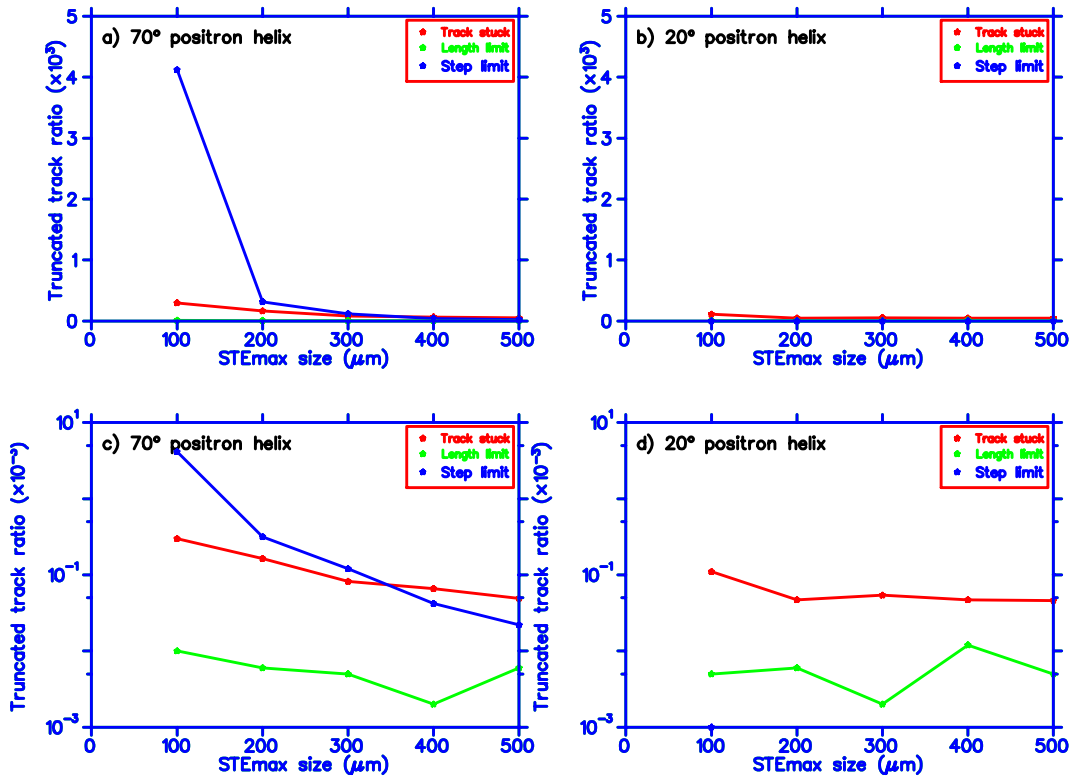 a) 70° positron helix
Track stuck
Length limit
Step limit
Truncated track ratio (×10³)
5
4
3
2
1
0
0 100 200 300 400 500
STEmax size (μm)
b) 20° positron helix
Track stuck
Length limit
Step limit
Truncated track ratio (×10³)
5
4
3
2
1
0
0 100 200 300 400 500
STEmax size (μm)
c) 70° positron helix
Track stuck
Length limit
Step limit
Truncated track ratio (×10⁻³)
10¹
10⁻¹
10⁻³
0 100 200 300 400 500
STEmax size (μm)
d) 20° positron helix
Track stuck
Length limit
Step limit
Truncated track ratio (×10⁻³)
10¹
10⁻¹
10⁻³
0 100 200 300 400 500
STEmax size (μm)